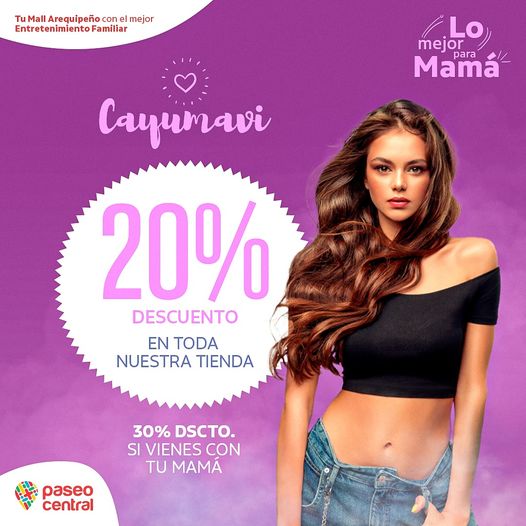 Tu Mall Arequipeño con el mejor
Entretenimiento Familiar
Lo
mejor
para
Mamá
Cayumavi
20%
DESCUENTO
EN TODA
NUESTRA TIENDA
30% DSCTO.
SI VIENES CON
TU MAMÁ
paseo
central